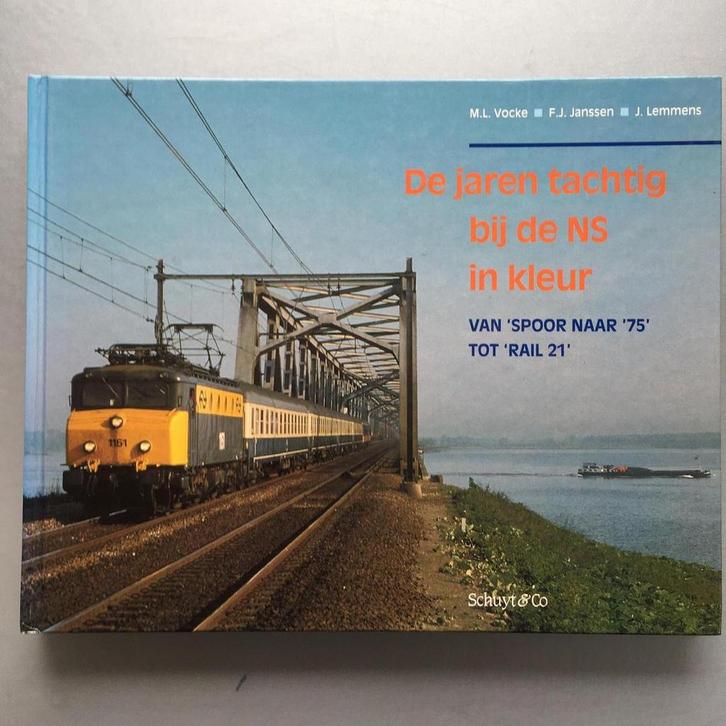 M.L. Vocke ▪ F.J. Janssen ▪ J. Lemmens
De jaren tachtig
bij de NS
in kleur
VAN 'SPOOR NAAR '75'
TOT 'RAIL 21'
1151
Schuyt & Co